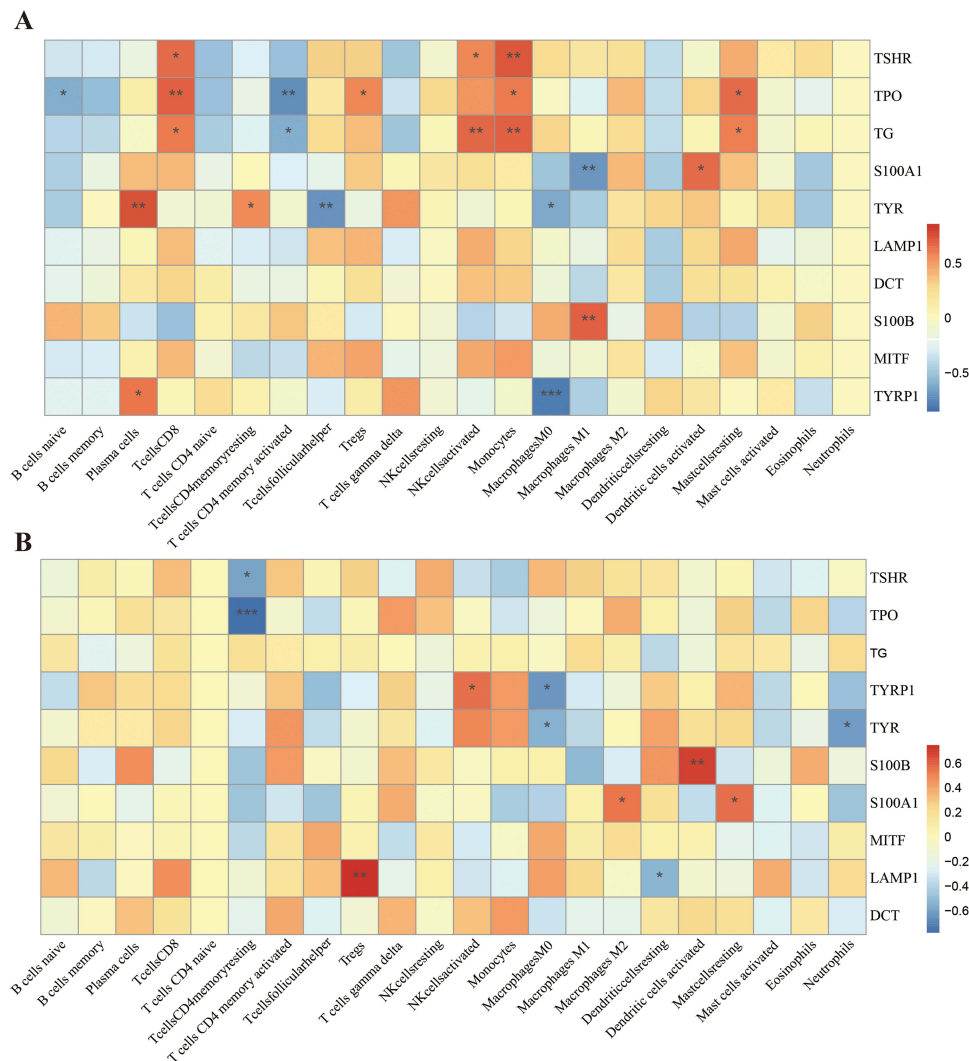 A
* * * TSHR
* ** ** * * * TPO
* * ** ** * TG
** * S100A1
** * ** * TYR
LAMP1
DCT
** S100B
MITF
* *** TYRP1
0.5
0
−0.5
B cells naive
B cells memory
Plasma cells
TcellsCD8
T cells CD4 naive
TcellsCD4memoryresting
T cells CD4 memory activated
Tcellsfollicularhelper
Tregs
T cells gamma delta
NKcellsresting
NKcellsactivated
Monocytes
MacrophagesM0
Macrophages M1
Macrophages M2
Dendriticcellsresting
Dendritic cells activated
Mastcellsresting
Mast cells activated
Eosinophils
Neutrophils
B
* TSHR
*** TPO
TG
* * TYRP1
* * TYR
** S100B
* * S100A1
MITF
** * LAMP1
DCT
0.6
0.4
0.2
0
−0.2
−0.4
−0.6
B cells naive
B cells memory
Plasma cells
TcellsCD8
T cells CD4 naive
TcellsCD4memoryresting
T cells CD4 memory activated
Tcellsfollicularhelper
Tregs
T cells gamma delta
NKcellsresting
NKcellsactivated
Monocytes
MacrophagesM0
Macrophages M1
Macrophages M2
Dendriticcellsresting
Dendritic cells activated
Mastcellsresting
Mast cells activated
Eosinophils
Neutrophils